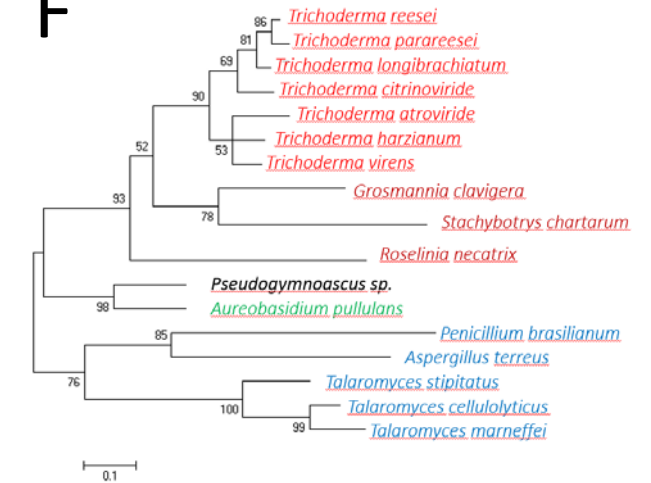 F
86
Trichoderma reesei
81
Trichoderma parareesei
69
Trichoderma longibrachiatum
Trichoderma citrinoviride
90
Trichoderma atroviride
Trichoderma harzianum
52
53
Trichoderma virens
Grosmannia clavigera
93
78
Stachybotrys chartarum
Roselinia necatrix
Pseudogymnoascus sp.
98
Aureobasidium pullulans
85
Penicillium brasilianum
Aspergillus terreus
76
Talaromyces stipitatus
100
Talaromyces cellulolyticus
99
Talaromyces marneffei
0.1